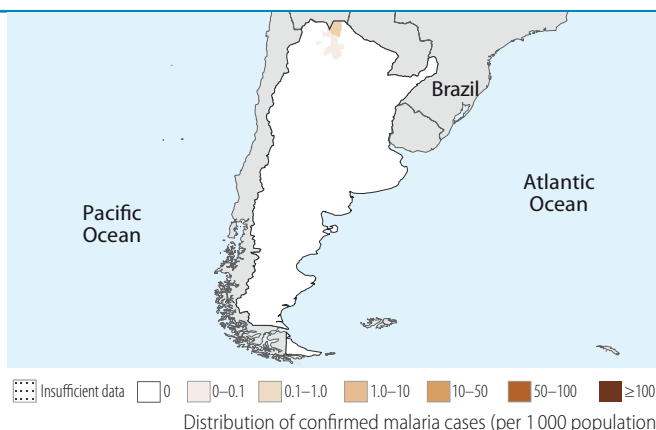 Brazil
Atlantic
Ocean
Pacific
Ocean
Insufficient data 0 0–0.1 0.1–1.0 1.0–10 10–50 50–100 ≥100
Distribution of confirmed malaria cases (per 1 000 population